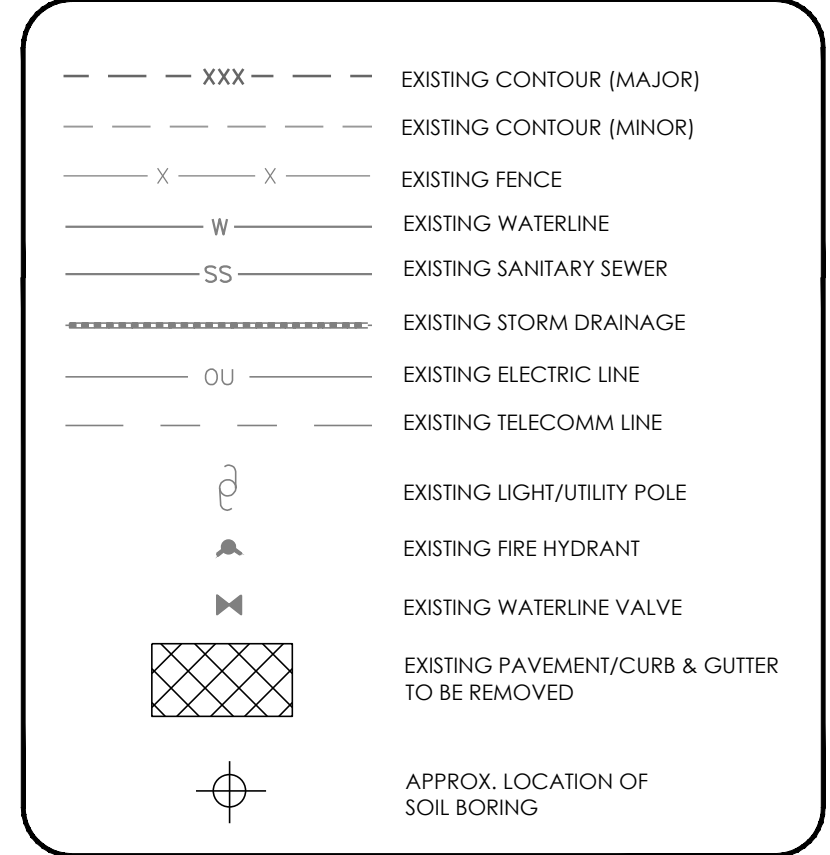 XXX EXISTING CONTOUR (MAJOR)
EXISTING CONTOUR (MINOR)
X X EXISTING FENCE
W EXISTING WATERLINE
SS EXISTING SANITARY SEWER
EXISTING STORM DRAINAGE
OU EXISTING ELECTRIC LINE
EXISTING TELECOMM LINE
EXISTING LIGHT/UTILITY POLE
EXISTING FIRE HYDRANT
EXISTING WATERLINE VALVE
EXISTING PAVEMENT/CURB & GUTTER
TO BE REMOVED
APPROX. LOCATION OF
SOIL BORING